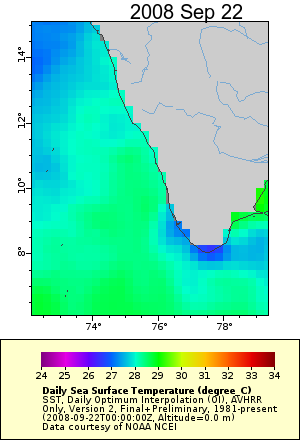 2008 Sep 22
14°
12°
10°
8°
74°
76°
78°
24 25 26 27 28 29 30 31 32 33 34
Daily Sea Surface Temperature (degree_C)
SST, Daily Optimum Interpolation (OI), AVHRR
Only, Version 2, Final+Preliminary, 1981-present
(2008-09-22T00:00:00Z, Altitude=0.0 m)
Data courtesy of NOAA NCEI